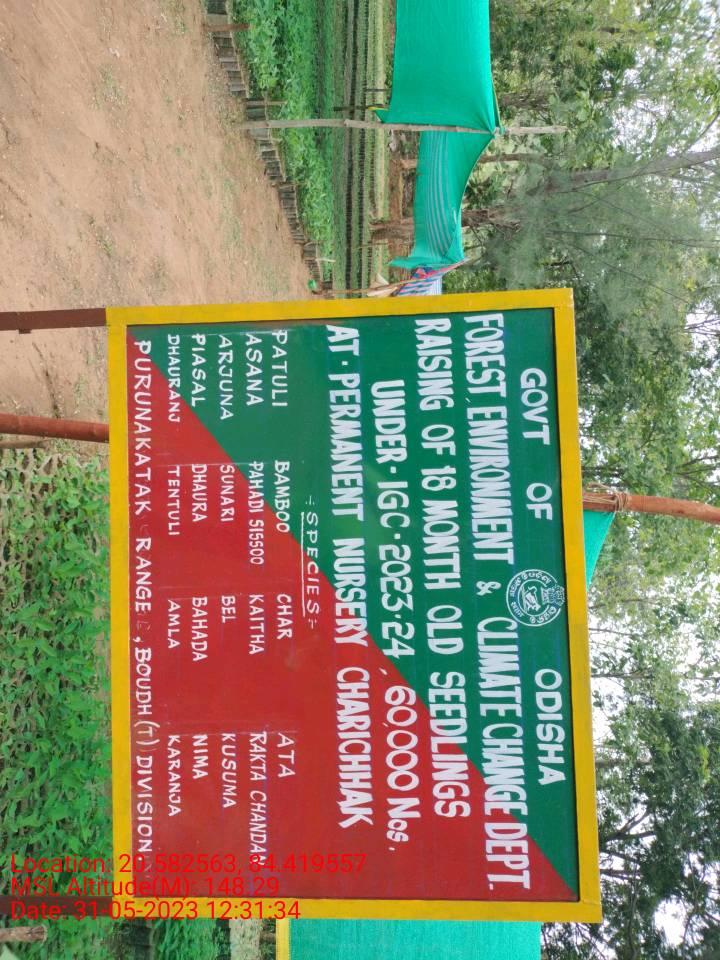 GOVT OF ODISHA
FOREST, ENVIRONMENT & CLIMATE CHANGE DEPT.
RAISING OF 18 MONTH OLD SEEDLINGS
UNDER-IGC-2023-24, 60,000 Nos.
AT-PERMANENT NURSERY CHARICHHAK
-:SPECIES:-
PATULI BAMBOO CHAR ATA
ASANA PAHADI SISSOO KAITHA RAKTA CHANDAN
ARJUNA SUNARI BEL KUSUMA
PIASAL DHAURA BAHADA NIMA
DHAURANJ TENTULI AMLA KARANJA
PURUNAKATAK RANGE, BOUDH (T) DIVISION
Location: 20.582563, 84.419557
MSL Altitude(M): 148.29
Date: 31-05-2023 12:31:34